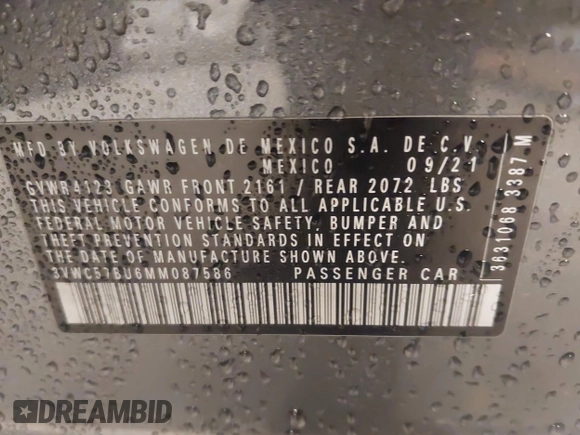 MFD BY VOLKSWAGEN DE MEXICO S.A. DE C.V.
MEXICO 09/21
GVWR4123 GAWR FRONT 2161 / REAR 2072 LBS
THIS VEHICLE CONFORMS TO ALL APPLICABLE U.S.
FEDERAL MOTOR VEHICLE SAFETY, BUMPER AND
THEFT PREVENTION STANDARDS IN EFFECT ON
THE DATE OF MANUFACTURE SHOWN ABOVE.
3VWC57BU6MM087586 PASSENGER CAR
3631068 3387 M
DREAMBID